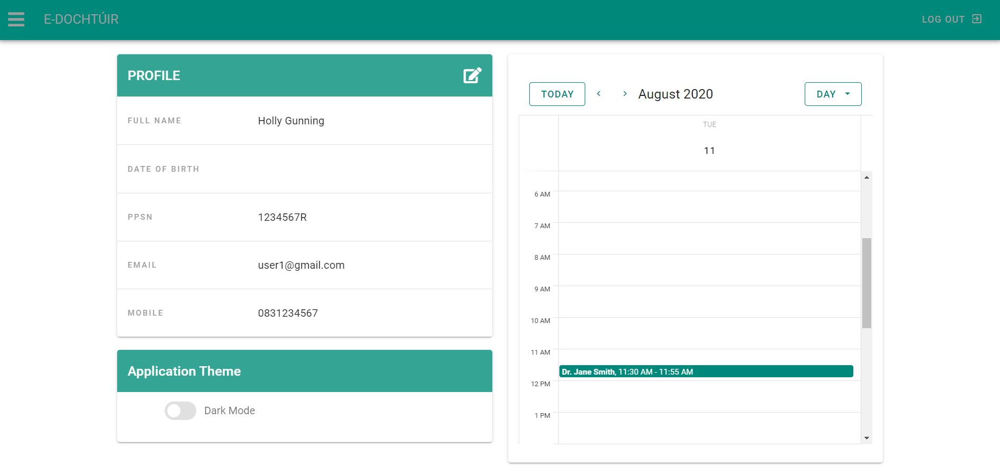 E-DOCHTÚIR
LOG OUT
PROFILE
FULL NAME Holly Gunning
DATE OF BIRTH
PPSN 1234567R
EMAIL user1@gmail.com
MOBILE 0831234567
Application Theme
Dark Mode
TODAY August 2020 DAY
TUE
11
6 AM
7 AM
8 AM
9 AM
10 AM
11 AM
Dr. Jane Smith, 11:30 AM - 11:55 AM
12 PM
1 PM